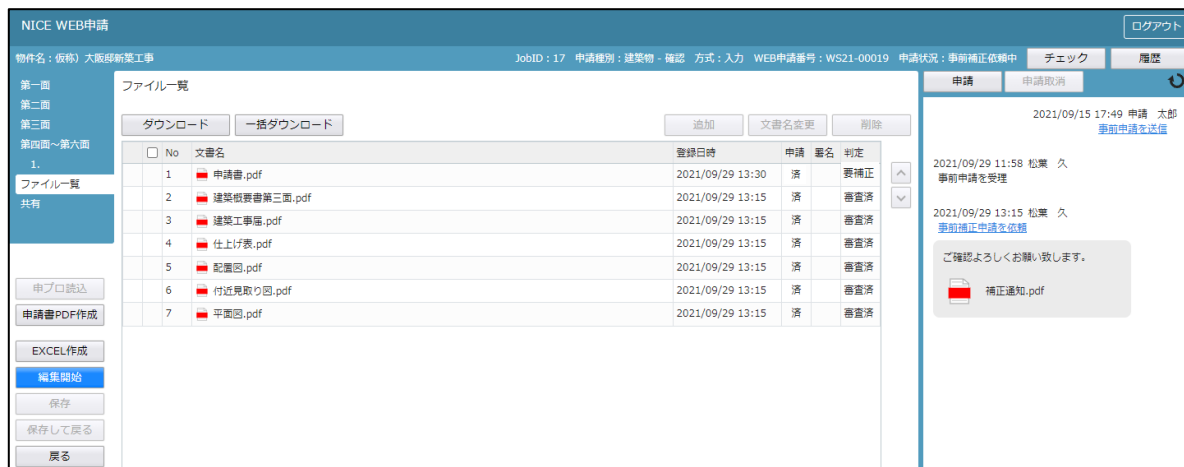 NICE WEB申請
ログアウト
物件名：仮称）大阪邸新築工事
JobID：17 申請種別：建築物 - 確認 方式：入力 WEB申請番号：WS21-00019 申請状況：事前補正依頼中
チェック
履歴
第一面
第二面
第三面
第四面～第六面
1.
ファイル一覧
共有
申プロ読込
申請書PDF作成
EXCEL作成
編集開始
保存
保存して戻る
戻る
ファイル一覧
ダウンロード 一括ダウンロード 追加 文書名変更 削除
No 文書名 登録日時 申請 署名 判定
1 申請書.pdf 2021/09/29 13:30 済 要補正
2 建築概要書第三面.pdf 2021/09/29 13:15 済 審査済
3 建築工事届.pdf 2021/09/29 13:15 済 審査済
4 仕上げ表.pdf 2021/09/29 13:15 済 審査済
5 配置図.pdf 2021/09/29 13:15 済 審査済
6 付近見取り図.pdf 2021/09/29 13:15 済 審査済
7 平面図.pdf 2021/09/29 13:15 済 審査済
申請 申請取消
2021/09/15 17:49 申請 太郎
事前申請を送信
2021/09/29 11:58 松葉 久
事前申請を受理
2021/09/29 13:15 松葉 久
事前補正申請を依頼
ご確認よろしくお願い致します。
補正通知.pdf